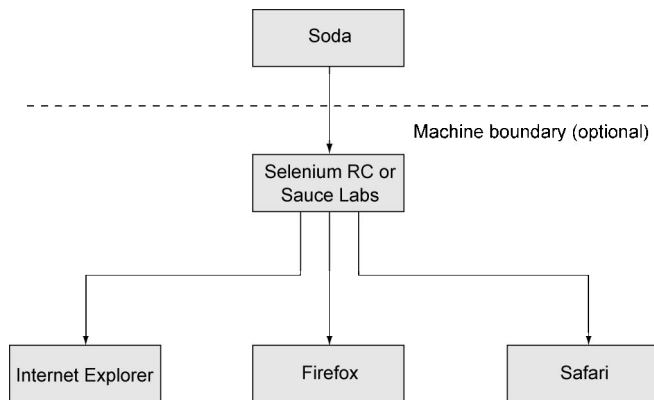 Soda
Machine boundary (optional)
Selenium RC or
Sauce Labs
Internet Explorer
Firefox
Safari